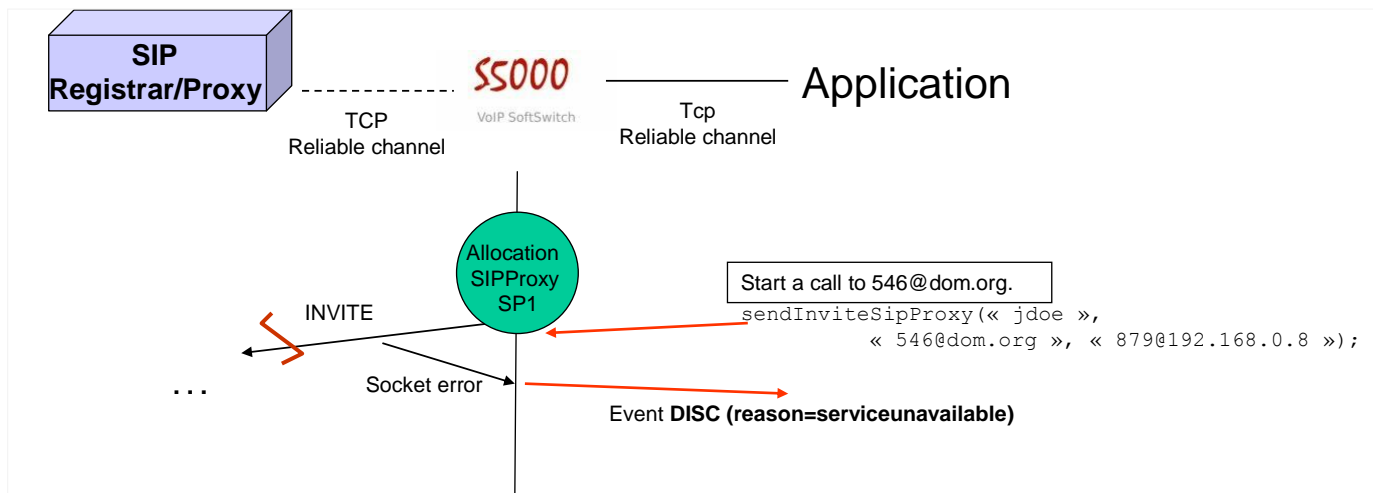 SIP
Registrar/Proxy
TCP
Reliable channel
S5000
VoIP SoftSwitch
Tcp
Reliable channel
Application
Allocation
SIPProxy
SP1
Start a call to 546@dom.org.
sendInviteSipProxy(« jdoe »,
« 546@dom.org », « 879@192.168.0.8 »);
INVITE
...
Socket error
Event DISC (reason=serviceunavailable)